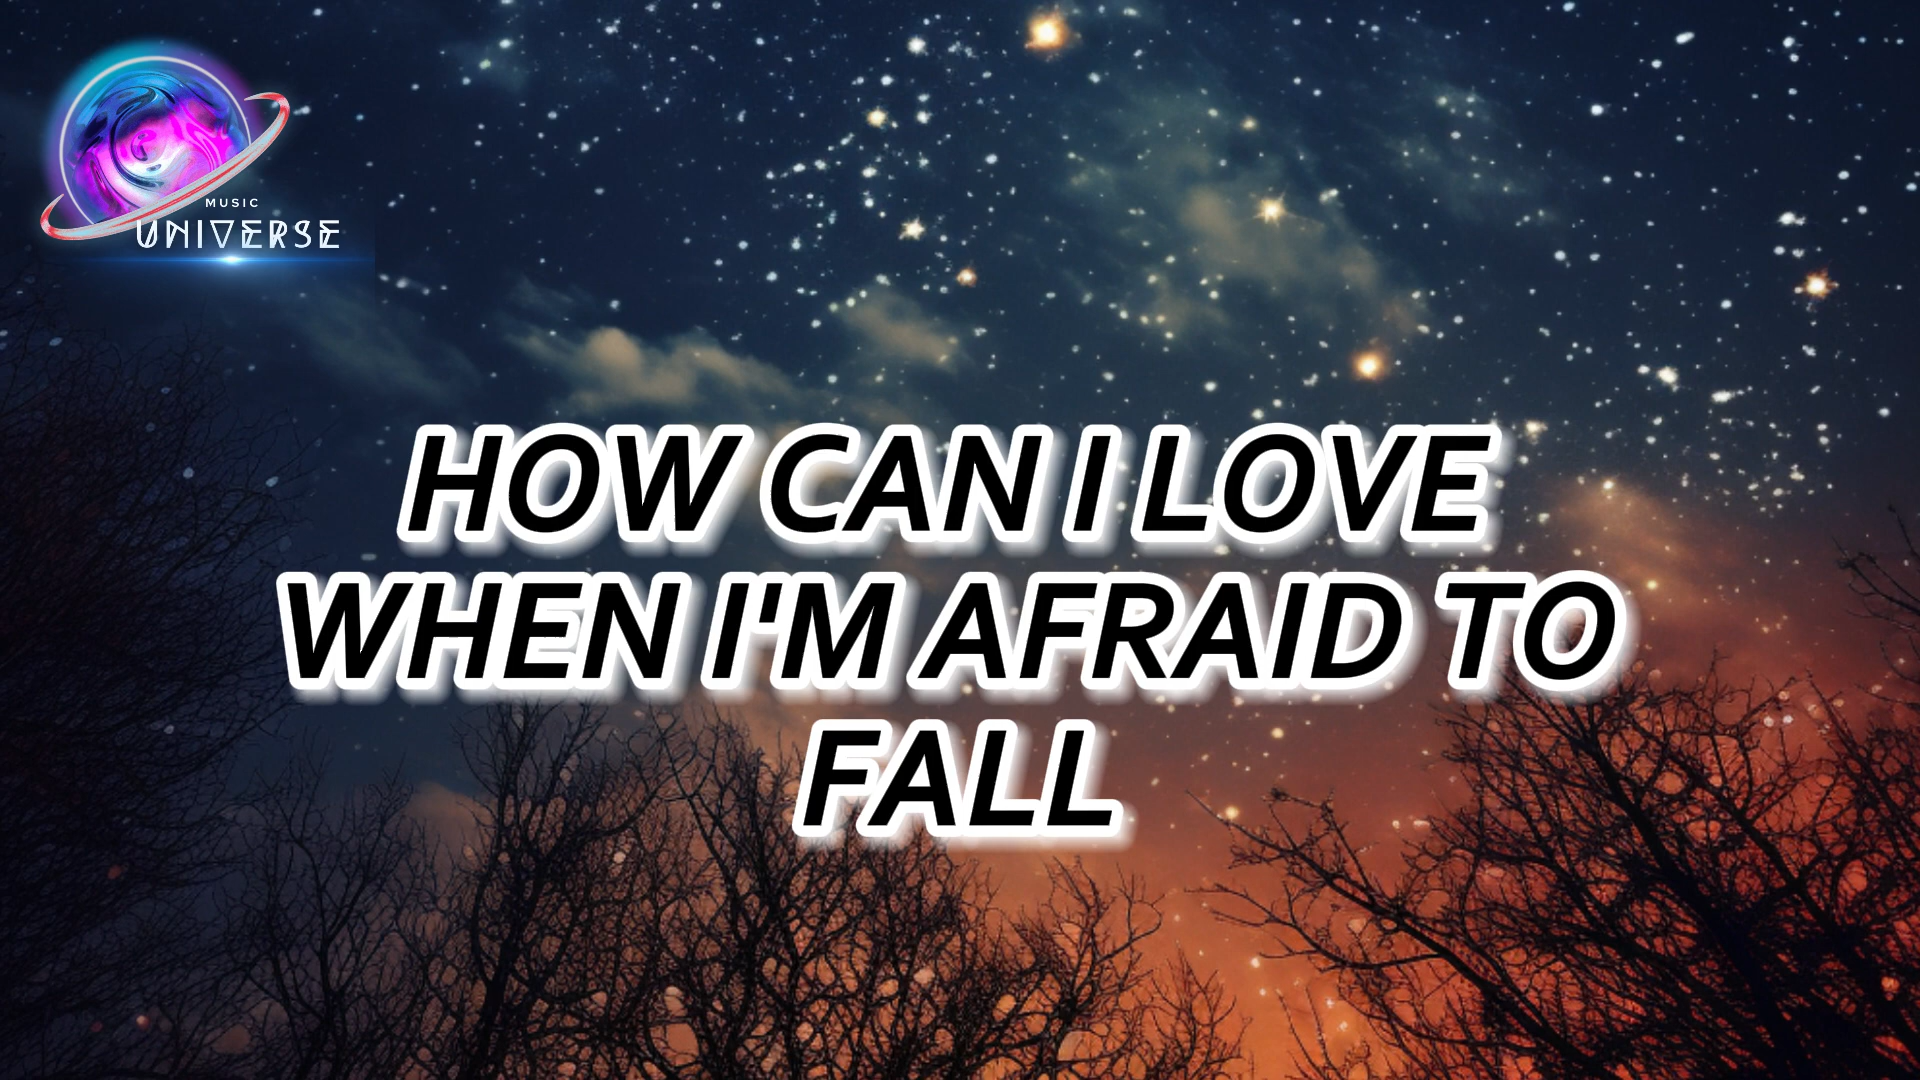 MUSIC
UNIVERSE
HOW CAN I LOVE
WHEN I'M AFRAID TO
FALL